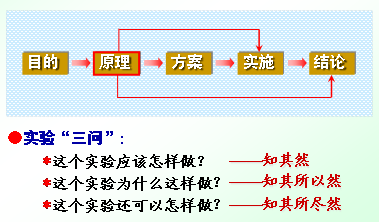 目的 原理 方案 实施 结论
●实验“三问”：
*这个实验应该怎样做？ ——知其然
*这个实验为什么这样做？ ——知其所以然
*这个实验还可以怎样做？ ——知其所尽然